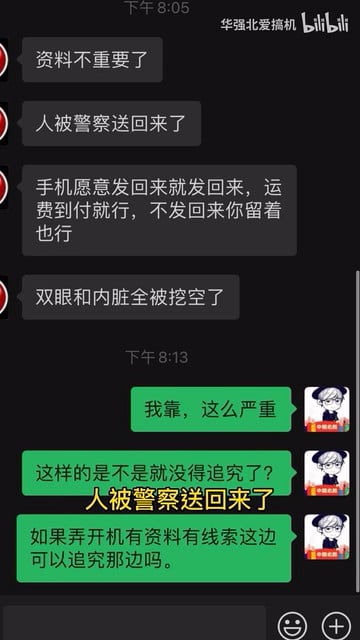 下午8:05
华强北爱搞机 bilibili
资料不重要了
人被警察送回来了
手机愿意发回来就发回来，运
费到付就行，不发回来你留着
也行
双眼和内脏全被挖空了
下午8:13
我靠，这么严重
这样的是不是就没得追究了？
人被警察送回来了
如果弄开机有资料有线索这边
可以追究那边吗。